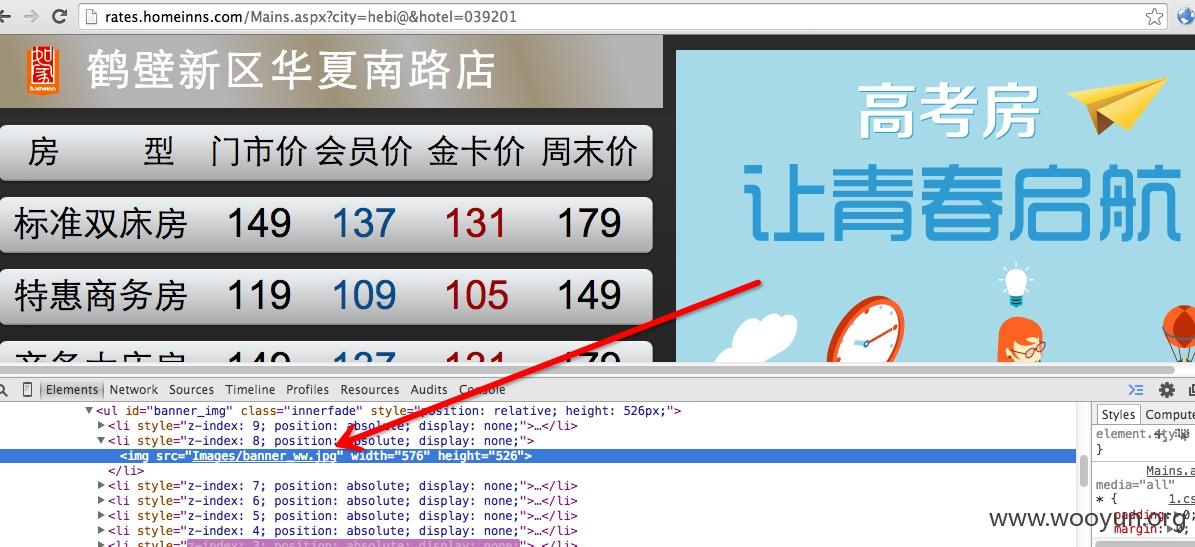 rates.homeinns.com/Mains.aspx?city=hebi@&hotel=039201
如家
HOMEINN
鹤壁新区华夏南路店
房 型 门市价 会员价 金卡价 周末价
标准双床房 149 137 131 179
特惠商务房 119 109 105 149
商务大床房 149 137 131 179
高考房
让青春启航
Elements Network Sources Timeline Profiles Resources Audits Console
▼<ul id="banner_img" class="innerfade" style="position: relative; height: 526px;">
▶<li style="z-index: 9; position: absolute; display: none;">…</li>
▼<li style="z-index: 8; position: absolute; display: none;">
<img src="Images/banner_ww.jpg" width="576" height="526">
</li>
▶<li style="z-index: 7; position: absolute; display: none;">…</li>
▶<li style="z-index: 6; position: absolute; display: none;">…</li>
▶<li style="z-index: 5; position: absolute; display: none;">…</li>
▶<li style="z-index: 4; position: absolute; display: none;">…</li>
▶<li style="z-index: 3; position: absolute; display: none;">…</li>
Styles Compute
element.style
}
Mains.a
media="all"
* { 1.cs
padding:▶0;
margin:▶0;
www.wooyun.org